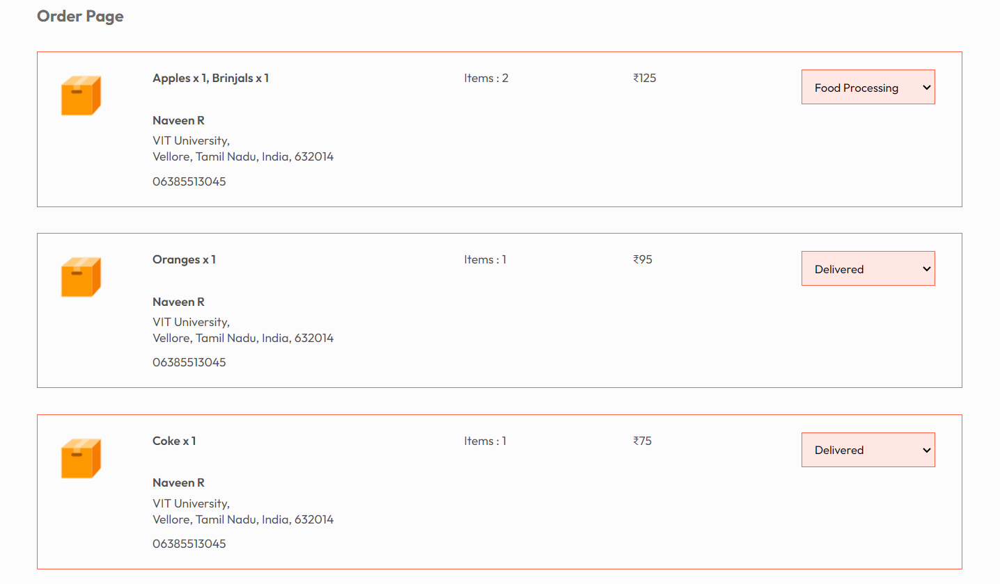 Order Page
Apples x 1, Brinjals x 1
Items : 2
₹125
Food Processing
Naveen R
VIT University,
Vellore, Tamil Nadu, India, 632014
06385513045
Oranges x 1
Items : 1
₹95
Delivered
Naveen R
VIT University,
Vellore, Tamil Nadu, India, 632014
06385513045
Coke x 1
Items : 1
₹75
Delivered
Naveen R
VIT University,
Vellore, Tamil Nadu, India, 632014
06385513045